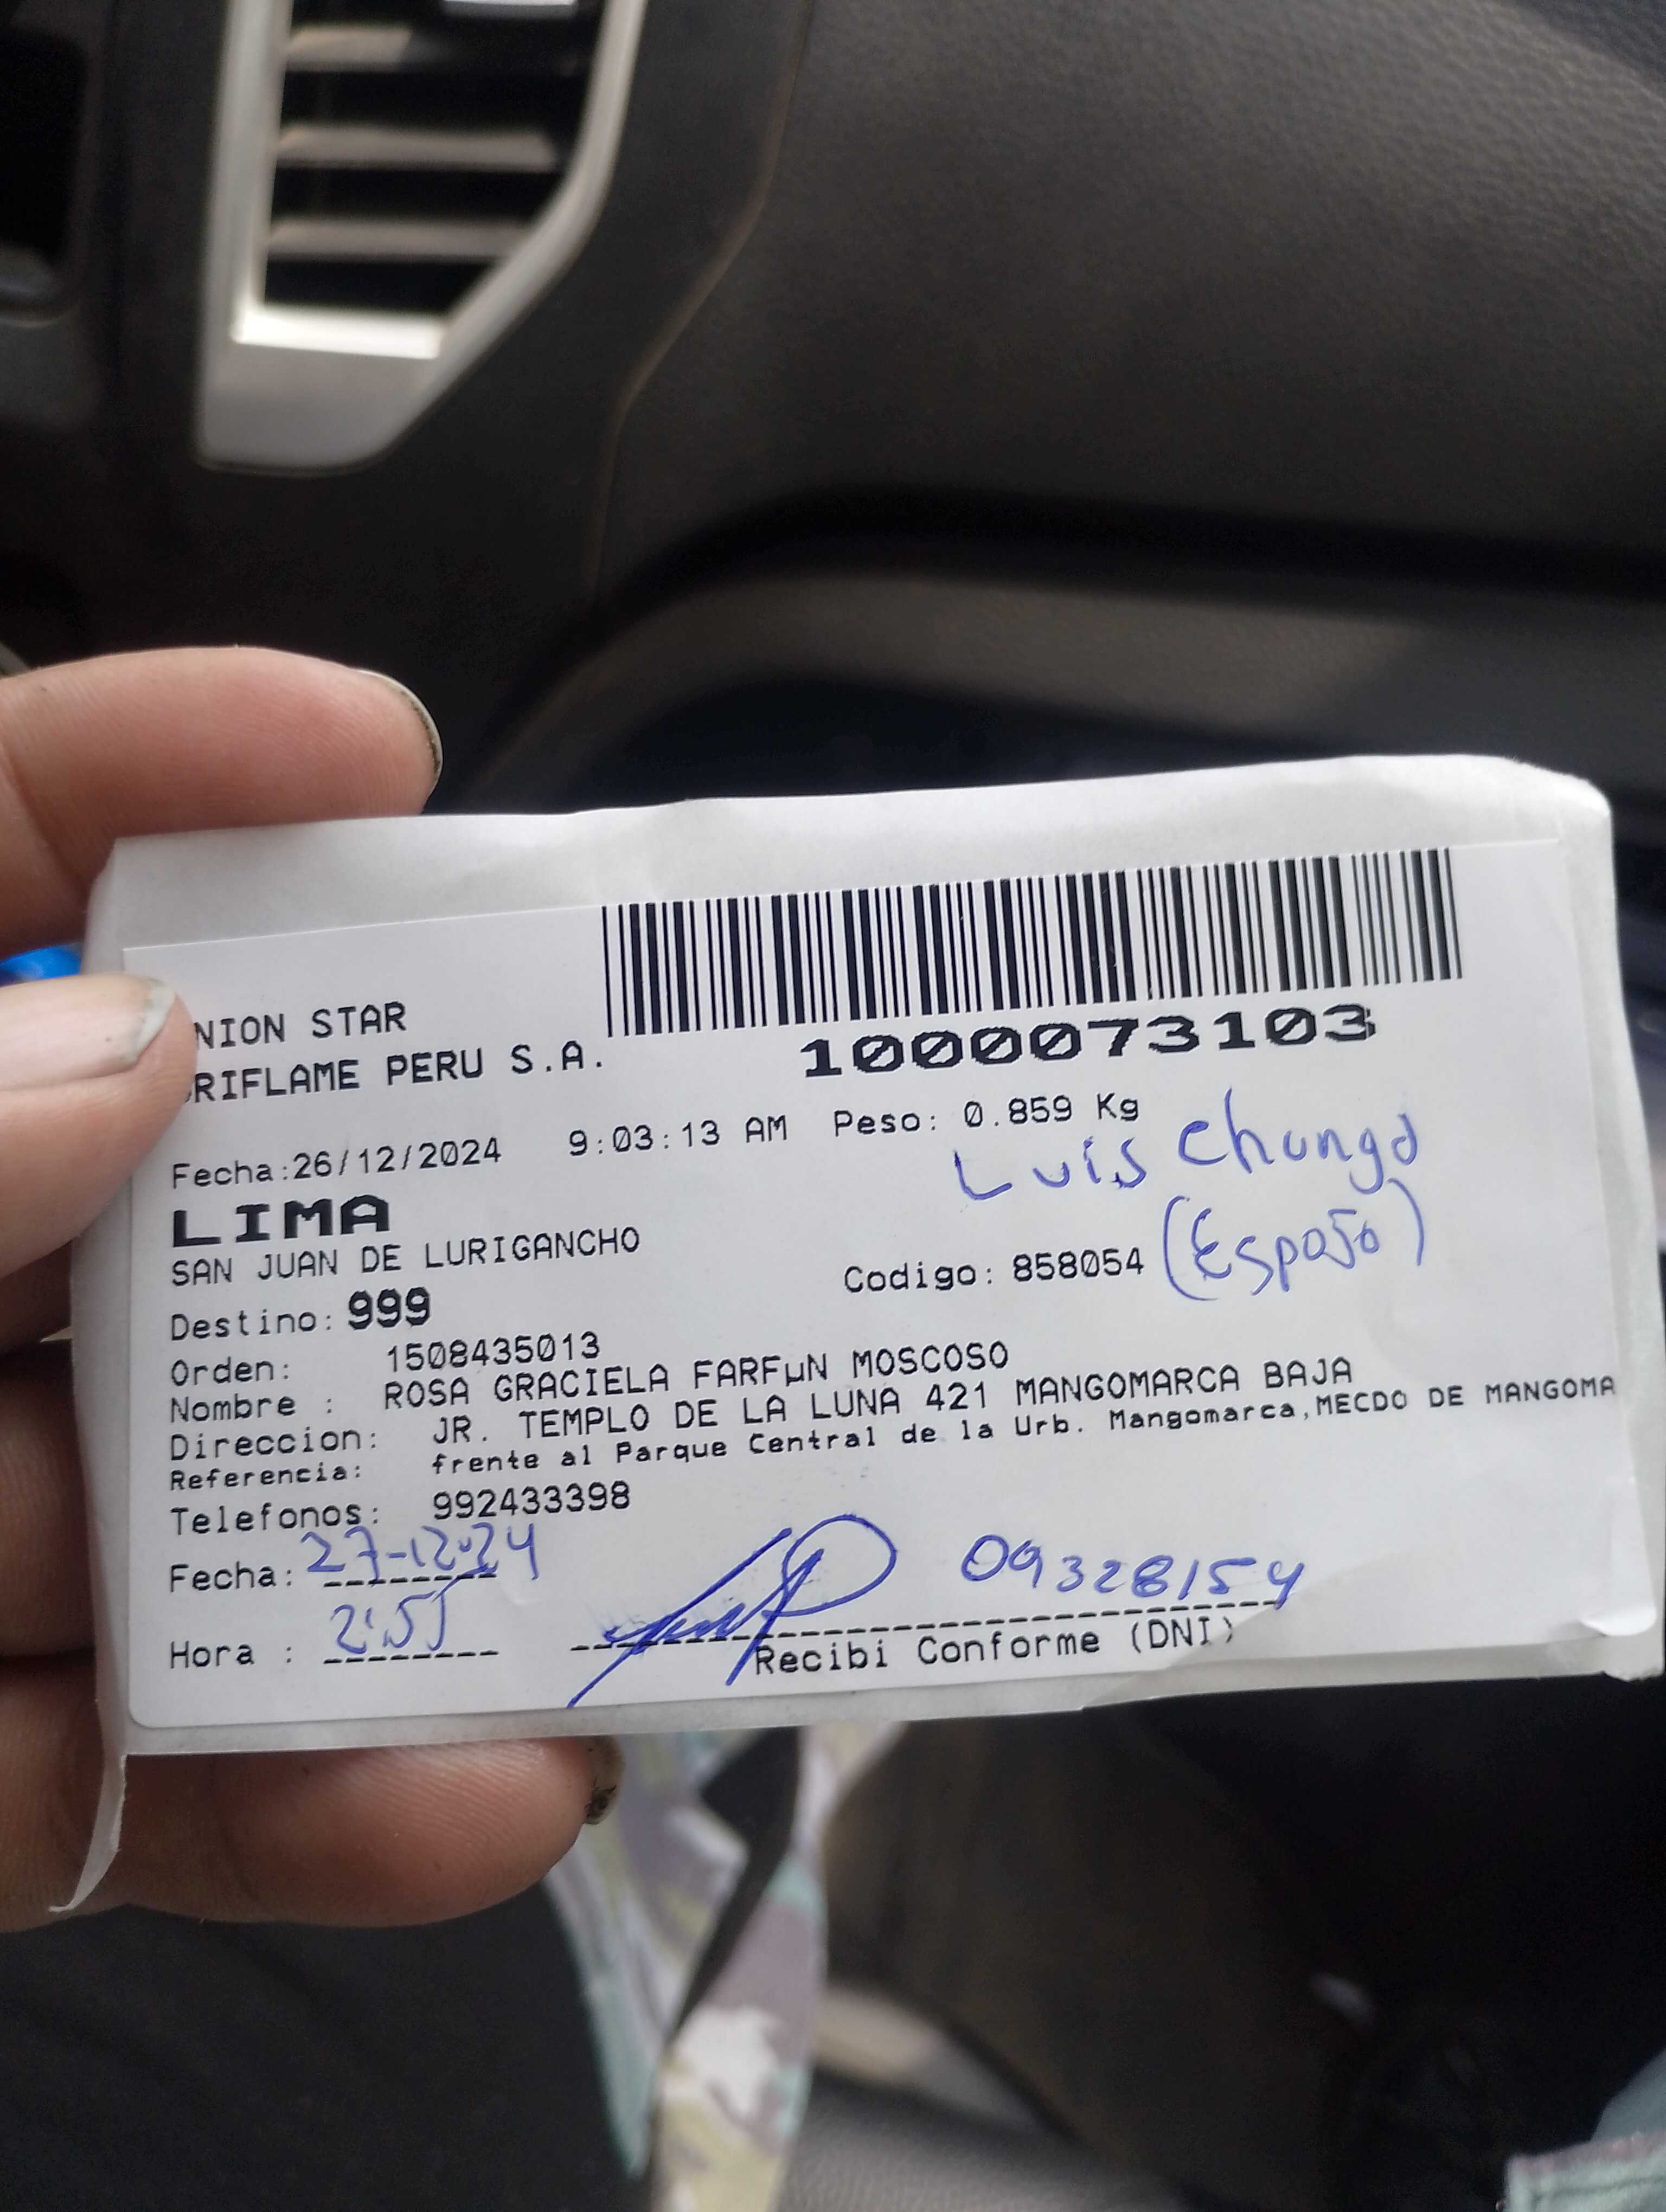 NION STAR
RIFLAME PERU S.A.
1000073103
Fecha:26/12/2024 9:03:13 AM Peso: 0.859 Kg
Luis Chungo
LIMA
SAN JUAN DE LURIGANCHO
Codigo: 858054 (Esposo)
Destino: 999
Orden: 1508435013
Nombre : ROSA GRACIELA FARFµN MOSCOSO
Direccion: JR. TEMPLO DE LA LUNA 421 MANGOMARCA BAJA
Referencia: frente al Parque Central de la Urb. Mangomarca,MECDO DE MANGOMA
Telefonos: 992433398
Fecha: 27-12-24
09328154
Hora : 2:55
Recibi Conforme (DNI)